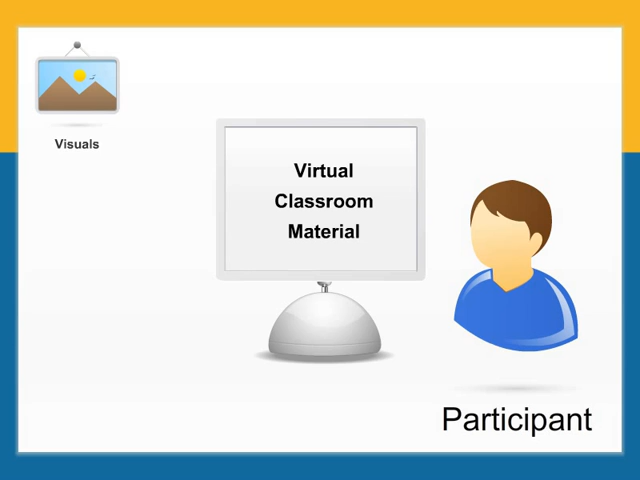 Visuals
Virtual
Classroom
Material
Participant